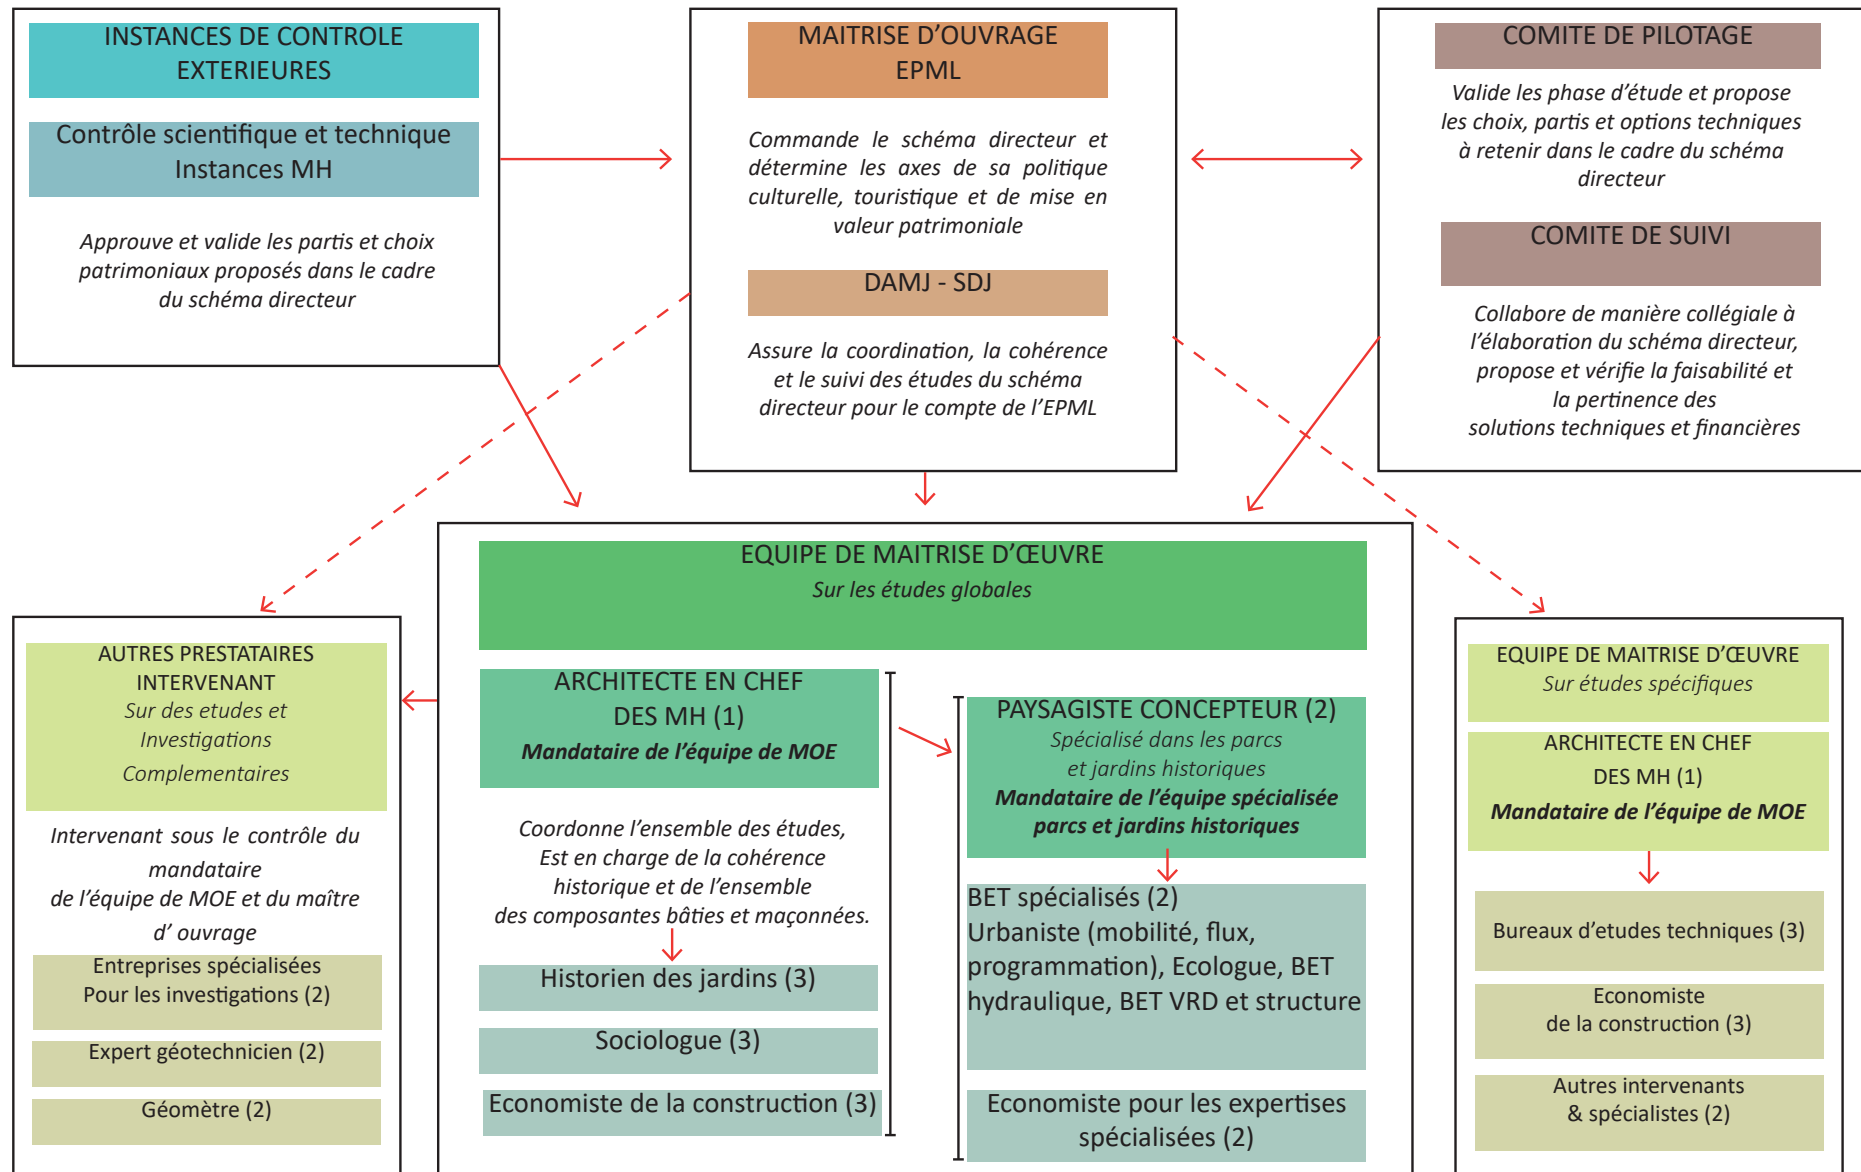 INSTANCES DE CONTROLE
EXTERIEURES
Contrôle scientifique et technique
Instances MH
Approuve et valide les partis et choix
patrimoniaux proposés dans le cadre
du schéma directeur
MAITRISE D’OUVRAGE
EPML
Commande le schéma directeur et
détermine les axes de sa politique
culturelle, touristique et de mise en
valeur patrimoniale
DAMJ - SDJ
Assure la coordination, la cohérence
et le suivi des études du schéma
directeur pour le compte de l’EPML
COMITE DE PILOTAGE
Valide les phase d’étude et propose
les choix, partis et options techniques
à retenir dans le cadre du schéma
directeur
COMITE DE SUIVI
Collabore de manière collégiale à
l’élaboration du schéma directeur,
propose et vérifie la faisabilité et
la pertinence des
solutions techniques et financières
AUTRES PRESTATAIRES
INTERVENANT
Sur des etudes et
Investigations
Complementaires
Intervenant sous le contrôle du
mandataire
de l’équipe de MOE et du maître
d’ ouvrage
Entreprises spécialisées
Pour les investigations (2)
Expert géotechnicien (2)
Géomètre (2)
EQUIPE DE MAITRISE D’ŒUVRE
Sur les études globales
ARCHITECTE EN CHEF
DES MH (1)
Mandataire de l’équipe de MOE
Coordonne l’ensemble des études,
Est en charge de la cohérence
historique et de l’ensemble
des composantes bâties et maçonnées.
Historien des jardins (3)
Sociologue (3)
Economiste de la construction (3)
PAYSAGISTE CONCEPTEUR (2)
Spécialisé dans les parcs
et jardins historiques
Mandataire de l’équipe spécialisée
parcs et jardins historiques
BET spécialisés (2)
Urbaniste (mobilité, flux,
programmation), Ecologue, BET
hydraulique, BET VRD et structure
Economiste pour les expertises
spécialisées (2)
EQUIPE DE MAITRISE D’ŒUVRE
Sur études spécifiques
ARCHITECTE EN CHEF
DES MH (1)
Mandataire de l’équipe de MOE
Bureaux d’etudes techniques (3)
Economiste
de la construction (3)
Autres intervenants
& spécialistes (2)